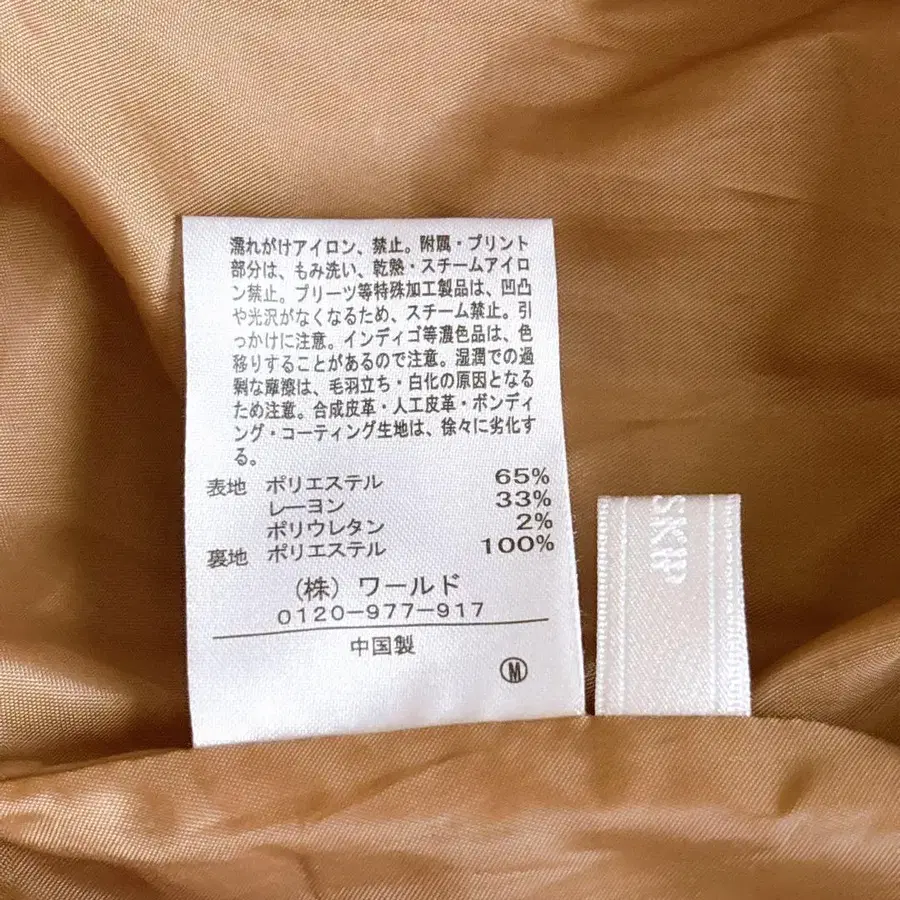 濡れがけアイロン、禁止。附属・プリント
部分は、もみ洗い、乾熱・スチームアイロ
ン禁止。プリーツ等特殊加工製品は、凹凸
や光沢がなくなるため、スチーム禁止。引
っかけに注意。インディゴ等濃色品は、色
移りすることがあるので注意。湿潤での過
剰な摩擦は、毛羽立ち・白化の原因となる
ため注意。合成皮革・人工皮革・ボンディ
ング・コーティング生地は、徐々に劣化す
る。
表地 ポリエステル 65%
レーヨン 33%
ポリウレタン 2%
裏地 ポリエステル 100%
(株) ワールド
0120-977-917
中国製
Ⓜ